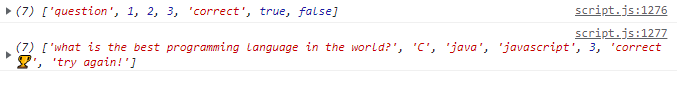 (7) ['question', 1, 2, 3, 'correct', true, false] script.js:1276
script.js:1277
(7) ['what is the best programming language in the world?', 'C', 'java', 'javascript', 3, 'correct
🏆', 'try again!']